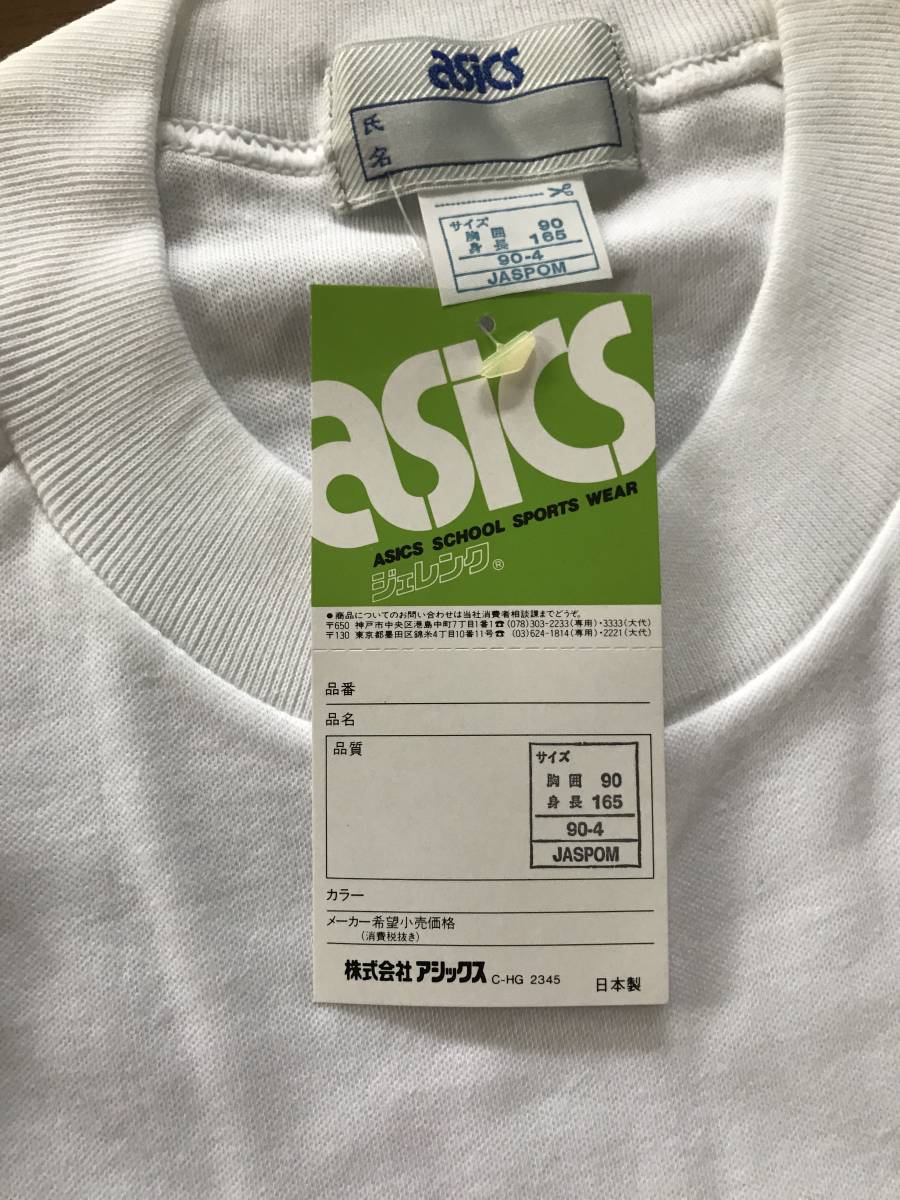 asics
氏名
サイズ
胸囲 90
身長 165
90-4
JASPOM
asics
ASICS SCHOOL SPORTS WEAR
ジェレンク®
●商品についてのお問い合わせは当社消費者相談課までどうぞ。
〒650 神戸市中央区港島中町7丁目1番1☎(078)303-2233(専用)・3333(大代)
〒130 東京都墨田区錦糸4丁目10番11号☎(03)624-1814(専用)・2221(大代)
品番
品名
品質
サイズ
胸囲 90
身長 165
90-4
JASPOM
カラー
メーカー希望小売価格
(消費税抜き)
株式会社アシックス C-HG 2345 日本製